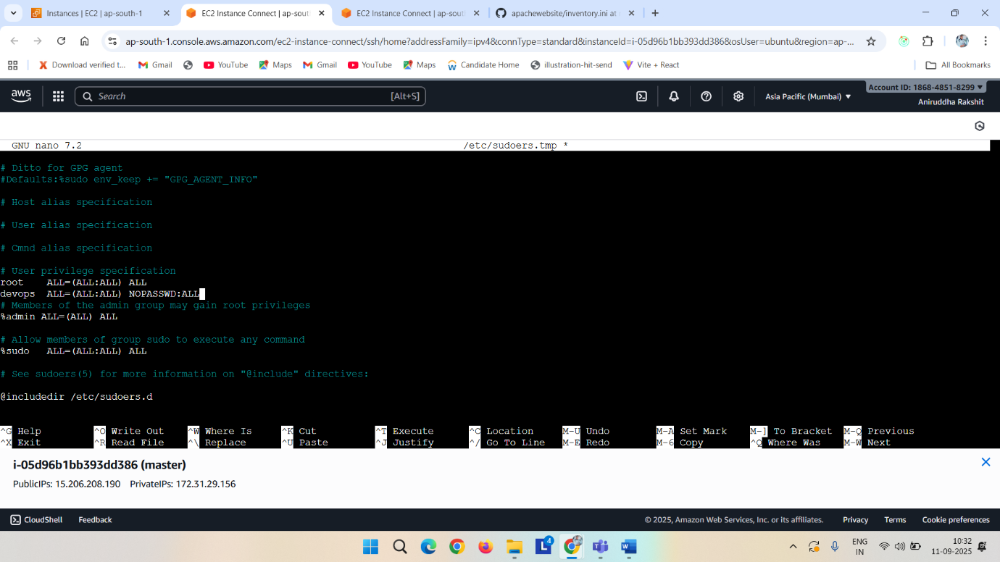 Instances | EC2 | ap-south-1
EC2 Instance Connect | ap-sout
EC2 Instance Connect | ap-sout
apachewebsite/inventory.ini at
ap-south-1.console.aws.amazon.com/ec2-instance-connect/ssh/home?addressFamily=ipv4&connType=standard&instanceId=i-05d96b1bb393dd386&osUser=ubuntu&region=ap-...
Download verified t...
Gmail
YouTube
Maps
Gmail
YouTube
Maps
Candidate Home
illustration-hit-send
Vite + React
All Bookmarks
aws
Search
[Alt+S]
Asia Pacific (Mumbai)
Account ID: 1868-4851-8299
Aniruddha Rakshit
GNU nano 7.2 /etc/sudoers.tmp *
# Ditto for GPG agent
#Defaults:%sudo env_keep += "GPG_AGENT_INFO"
# Host alias specification
# User alias specification
# Cmnd alias specification
# User privilege specification
root ALL=(ALL:ALL) ALL
devops ALL=(ALL:ALL) NOPASSWD:ALL
# Members of the admin group may gain root privileges
%admin ALL=(ALL) ALL
# Allow members of group sudo to execute any command
%sudo ALL=(ALL:ALL) ALL
# See sudoers(5) for more information on "@include" directives:
@includedir /etc/sudoers.d
^G Help ^O Write Out ^W Where Is ^K Cut ^T Execute ^C Location M-U Undo M-A Set Mark M-] To Bracket M-Q Previous
^X Exit ^R Read File ^\ Replace ^U Paste ^J Justify ^/ Go To Line M-E Redo M-6 Copy ^Q Where Was M-W Next
i-05d96b1bb393dd386 (master)
PublicIPs: 15.206.208.190 PrivateIPs: 172.31.29.156
CloudShell
Feedback
© 2025, Amazon Web Services, Inc. or its affiliates.
Privacy
Terms
Cookie preferences
L
4
W
ENG
IN
10:32
11-09-2025